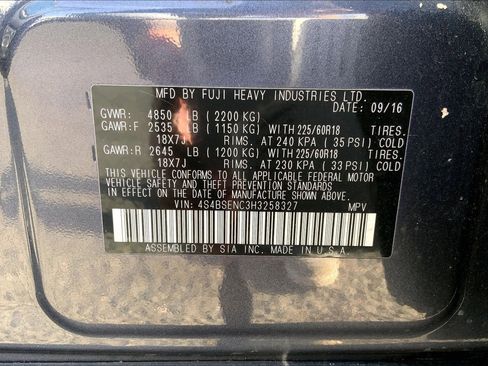 MFD BY FUJI HEAVY INDUSTRIES LTD.
DATE: 09/16
GVWR: 4850 LB (2200 KG)
GAWR:F 2535 LB (1150 KG) WITH 225/60R18 TIRES.
18X7J RIMS. AT 240 KPA (35 PSI) COLD
GAWR:R 2645 LB (1200 KG) WITH 225/60R18 TIRES.
18X7J RIMS. AT 230 KPA (33 PSI) COLD
THIS VEHICLE CONFORMS TO ALL APPLICABLE FEDERAL MOTOR
VEHICLE SAFETY AND THEFT PREVENTION STANDARDS
IN EFFECT ON THE DATE OF MANUFACTURE SHOWN ABOVE.
VIN: 4S4BSENC3H3258327 MPV
ASSEMBLED BY SIA INC. MADE IN U.S.A.